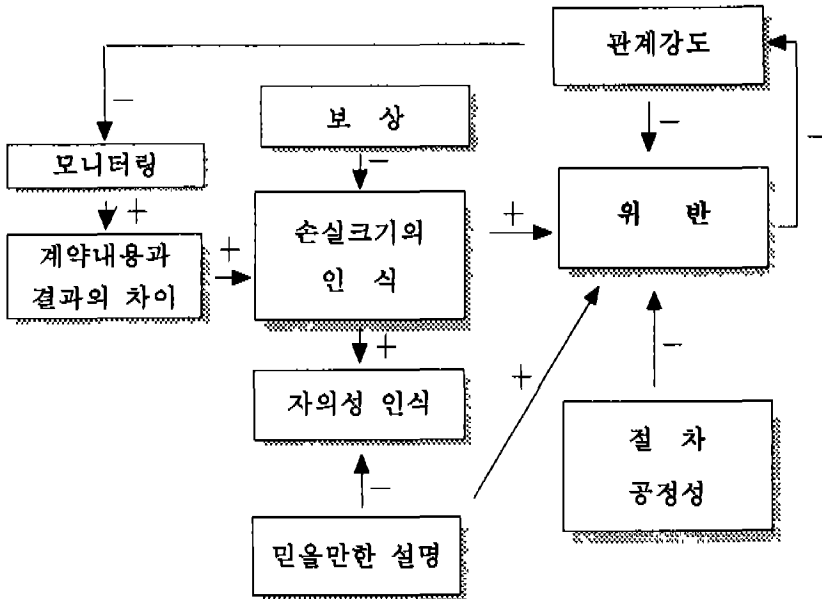 관계강도
−
보 상
−
−
−
모니터링
위 반
+
+
손실크기의
인 식
계약내용과
결과의 차이
+
+
−
+
자의성 인식
절 차
공정성
−
믿을만한 설명